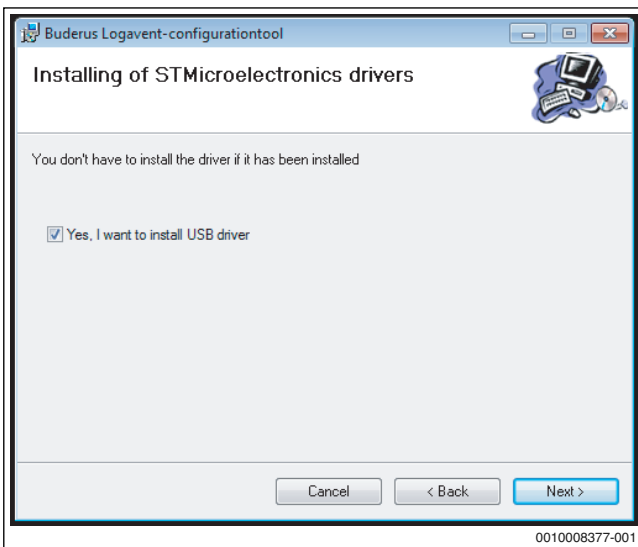 Buderus Logavent-configurationtool
Installing of STMicroelectronics drivers
You don't have to install the driver if it has been installed
Yes, I want to install USB driver
Cancel
< Back
Next >
0010008377-001